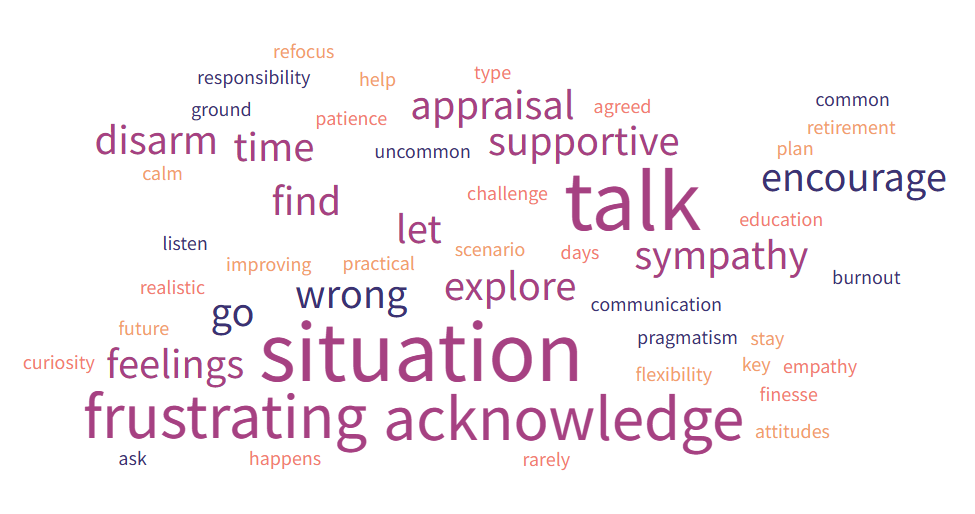 refocus
responsibility help type
ground patience appraisal agreed common
disarm time uncommon supportive retirement
calm plan
find challenge talk encourage
listen let education
improving practical scenario days sympathy
realistic wrong explore burnout
future go communication
curiosity feelings situation pragmatism stay
flexibility key empathy
finesse
frustrating acknowledge attitudes
ask happens rarely